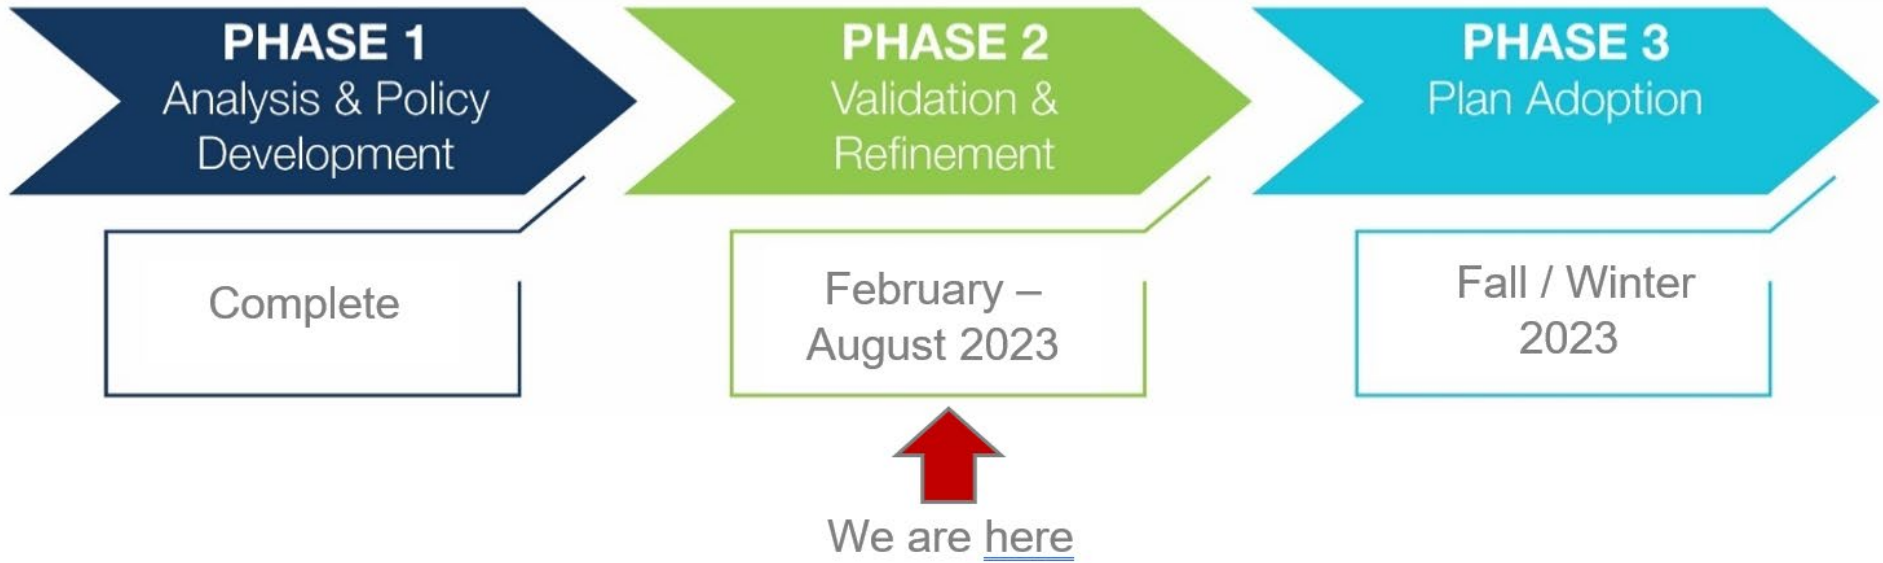 PHASE 1
Analysis & Policy
Development
Complete
PHASE 2
Validation &
Refinement
February –
August 2023
We are here
PHASE 3
Plan Adoption
Fall / Winter
2023